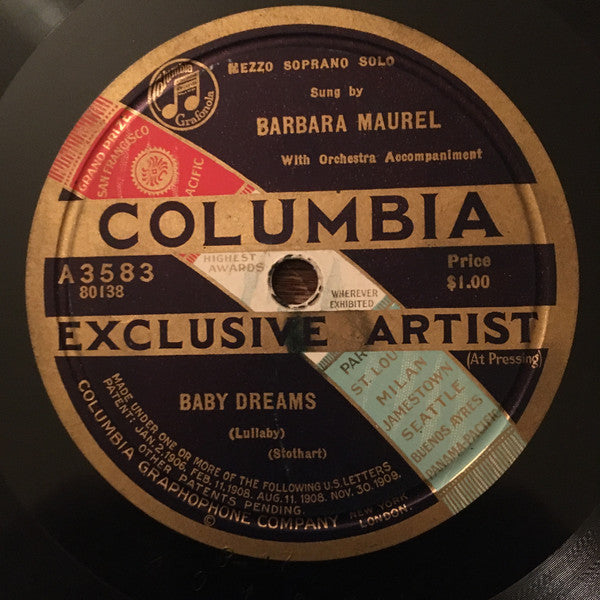 MEZZO SOPRANO SOLO
Sung by
BARBARA MAUREL
With Orchestra Accompaniment
Columbia
Grafonola
GRAND PRIZE
SAN FRANCISCO
PACIFIC
COLUMBIA
A3583
80138
HIGHEST
AWARDS
WHEREVER
EXHIBITED
Price
$1.00
EXCLUSIVE ARTIST
(At Pressing)
PAR
ST. LOU
MILAN
JAMESTOWN
SEATTLE
BUENOS AYRES
PANAMA-PACIFIC
BABY DREAMS
(Lullaby)
(Stothart)
MADE UNDER ONE OR MORE OF THE FOLLOWING U.S. LETTERS
PATENT: JAN. 2, 1906. FEB. 11, 1908. AUG. 11, 1908. NOV. 30, 1909.
OTHER PATENTS PENDING.
© COLUMBIA GRAPHOPHONE COMPANY NEW YORK
LONDON.